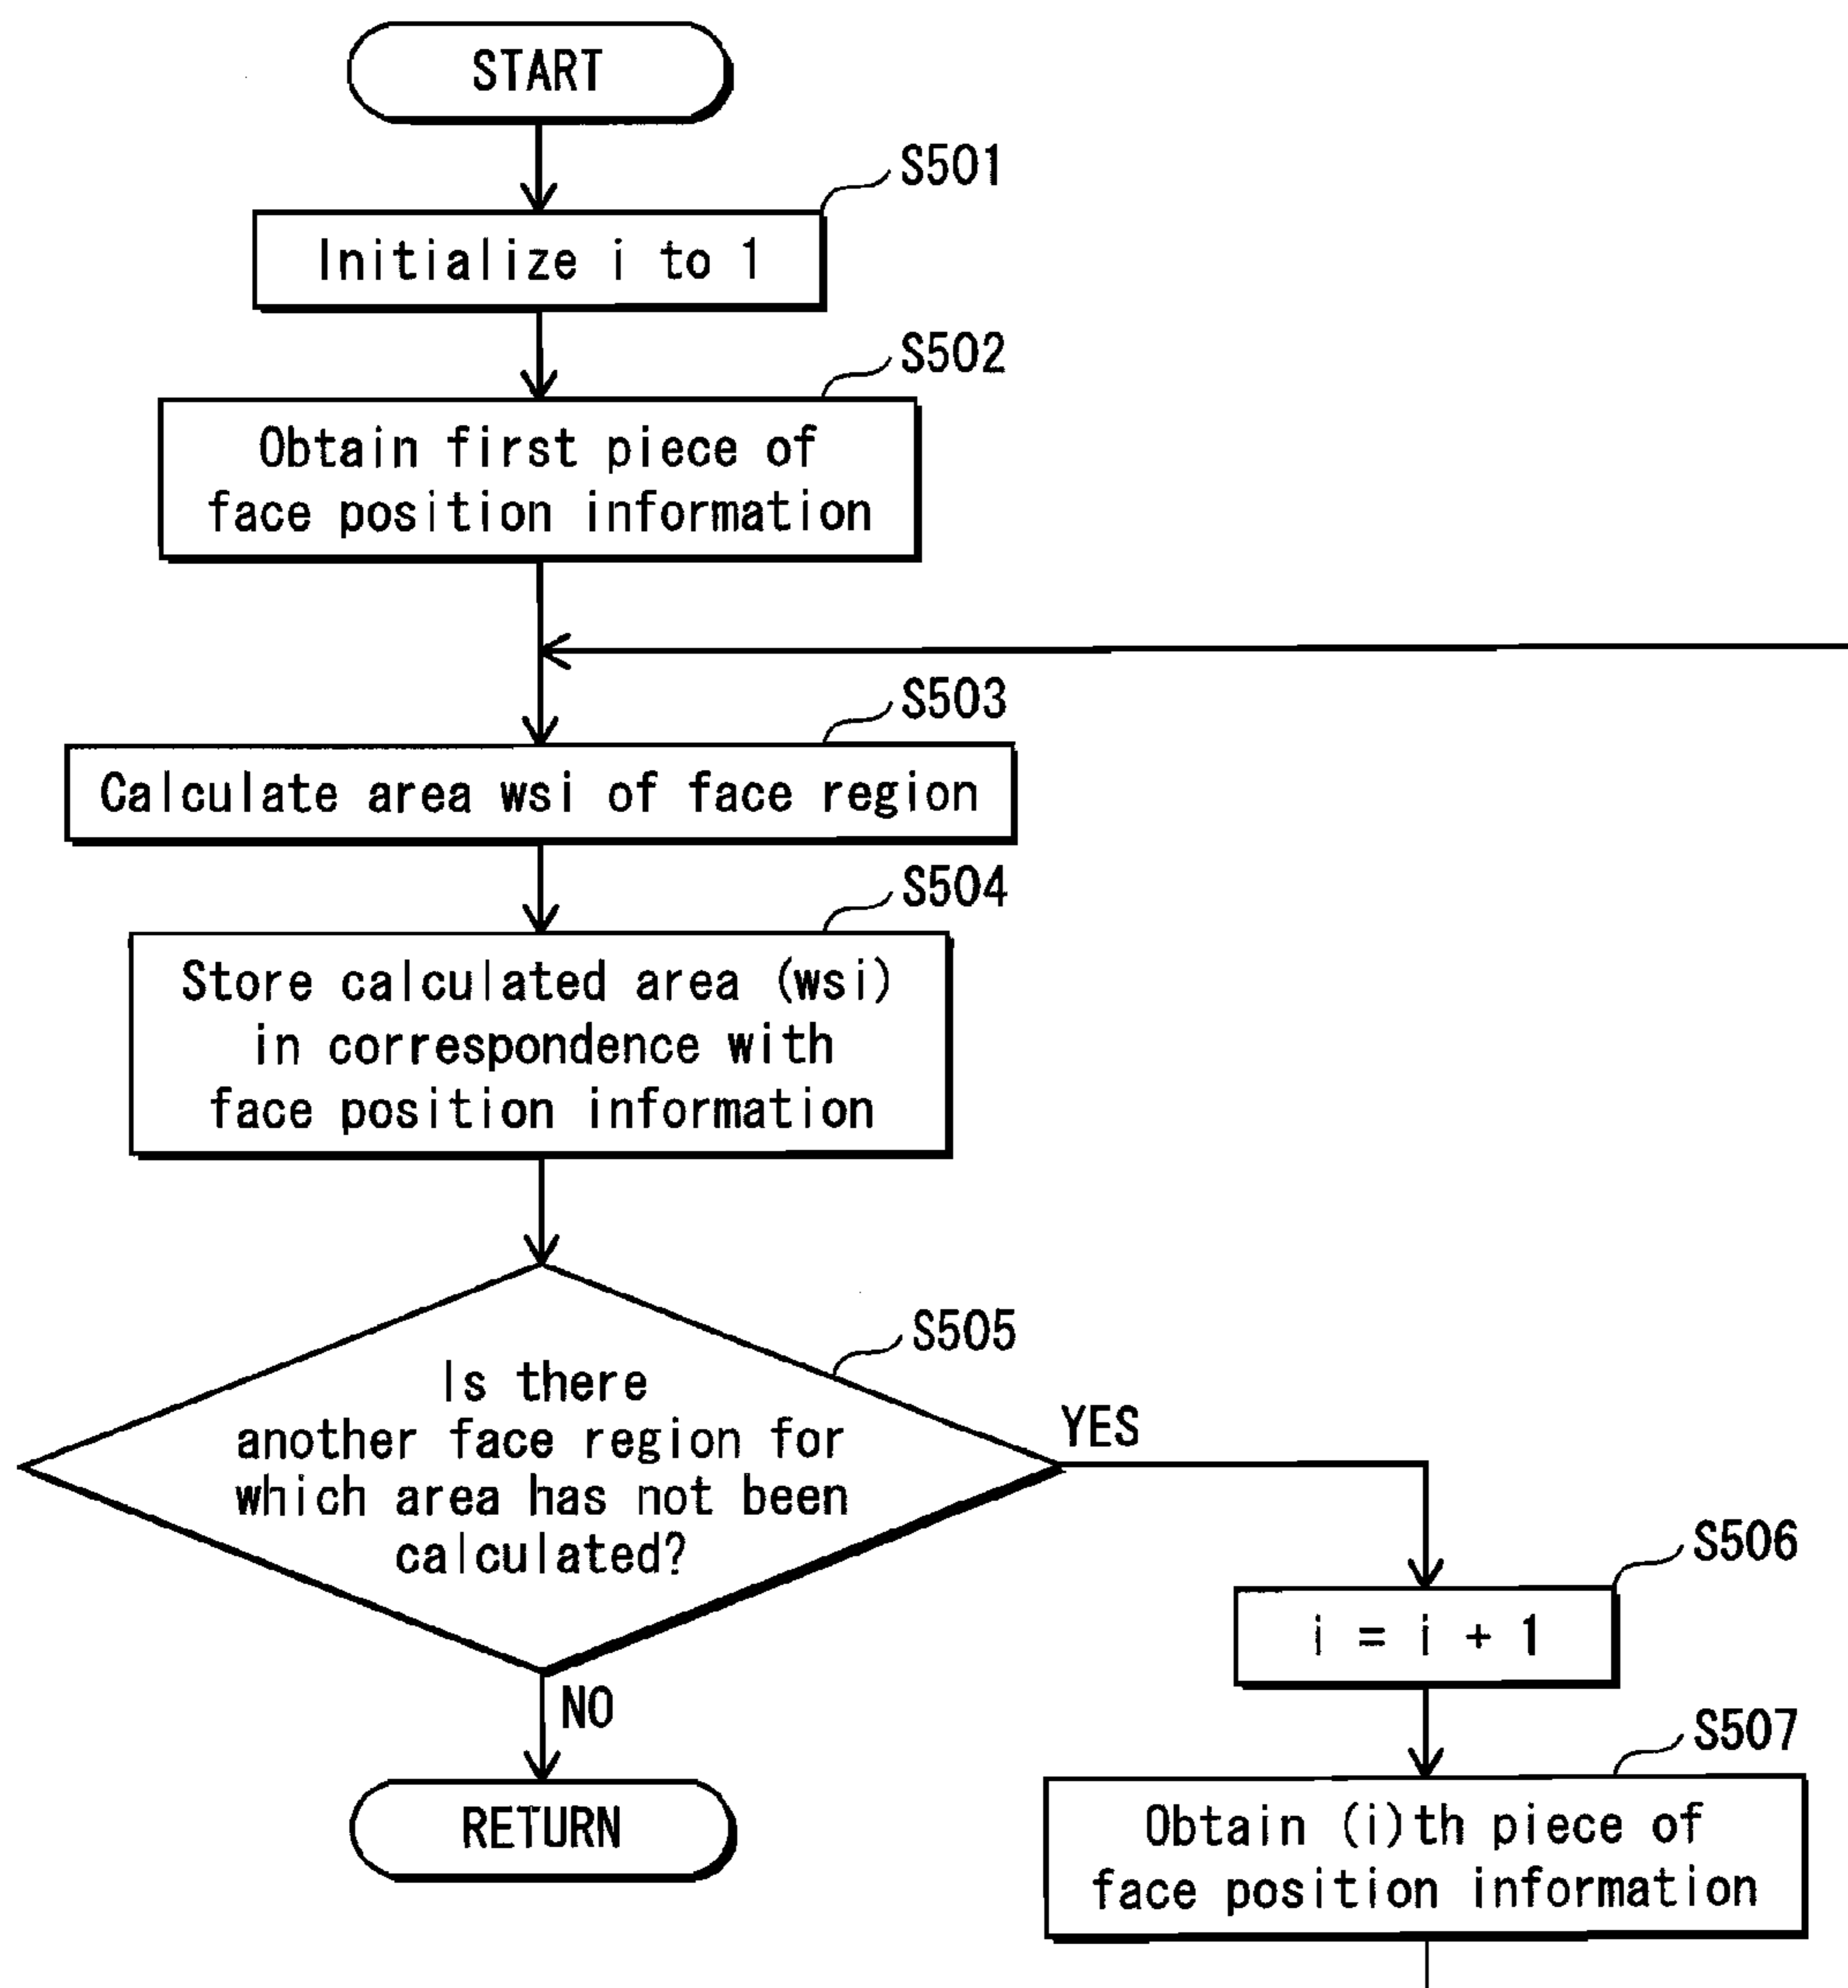 START
S501
Initialize i to 1
S502
Obtain first piece of
face position information
S503
Calculate area wsi of face region
S504
Store calculated area (wsi)
in correspondence with
face position information
S505
Is there
another face region for
which area has not been
calculated?
YES
S506
i = i + 1
NO
S507
RETURN
Obtain (i)th piece of
face position information